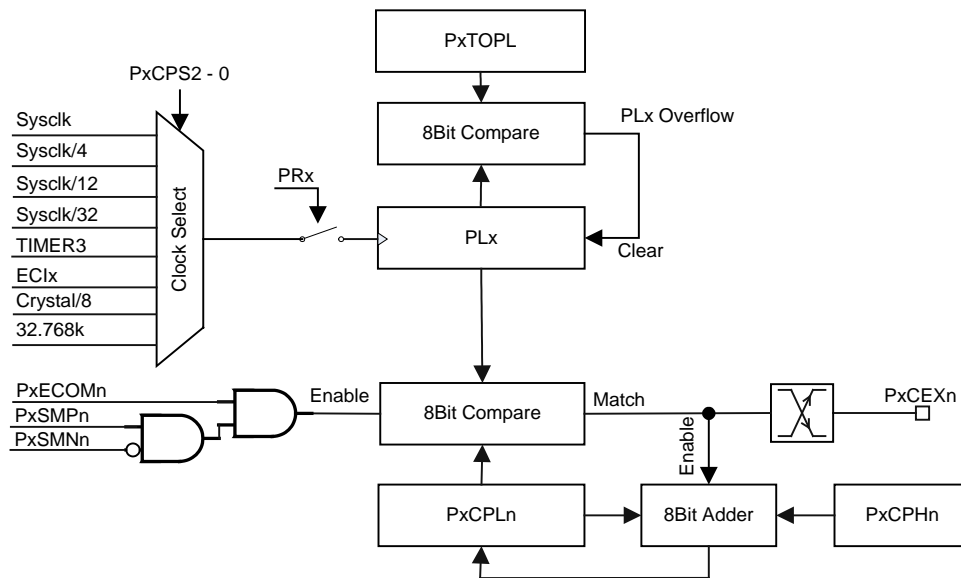 PxTOPL
PxCPS2 - 0
Sysclk
8Bit Compare
PLx Overflow
Sysclk/4
Sysclk/12
PRx
Sysclk/32
Clock Select
PLx
TIMER3
Clear
ECIx
Crystal/8
32.768k
PxECOMn
Enable
8Bit Compare
Match
PxCEXn
PxSMPn
PxSMNn
Enable
PxCPLn
8Bit Adder
PxCPHn